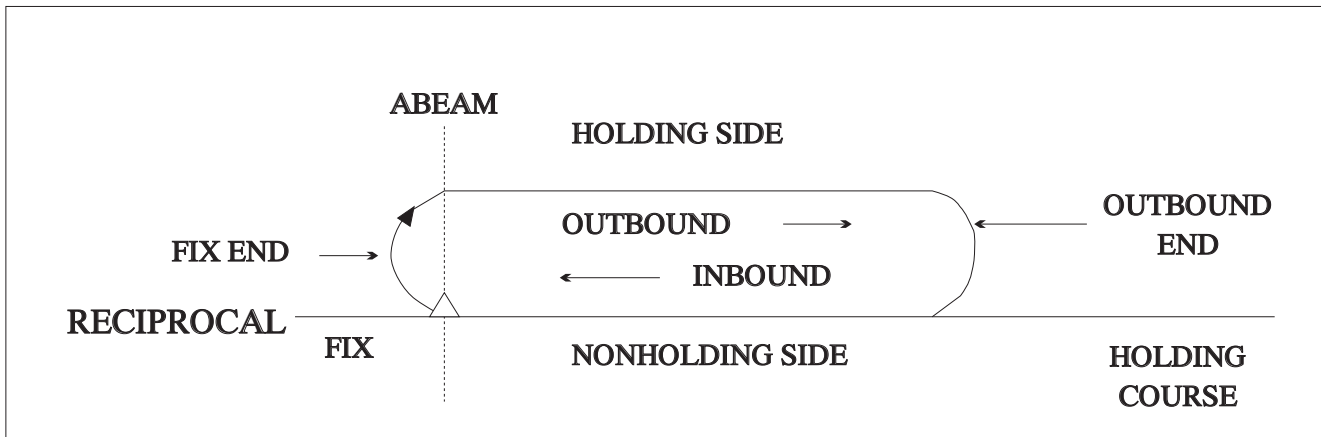 ABEAM
HOLDING SIDE
OUTBOUND
OUTBOUND
END
FIX END
INBOUND
RECIPROCAL
FIX
NONHOLDING SIDE
HOLDING
COURSE